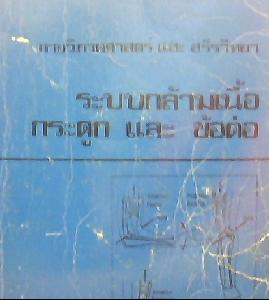 กายวิภาคศาสตร์ และ สรีรวิทยา
ระบบกล้ามเนื้อ
กระดูก และ ข้อต่อ